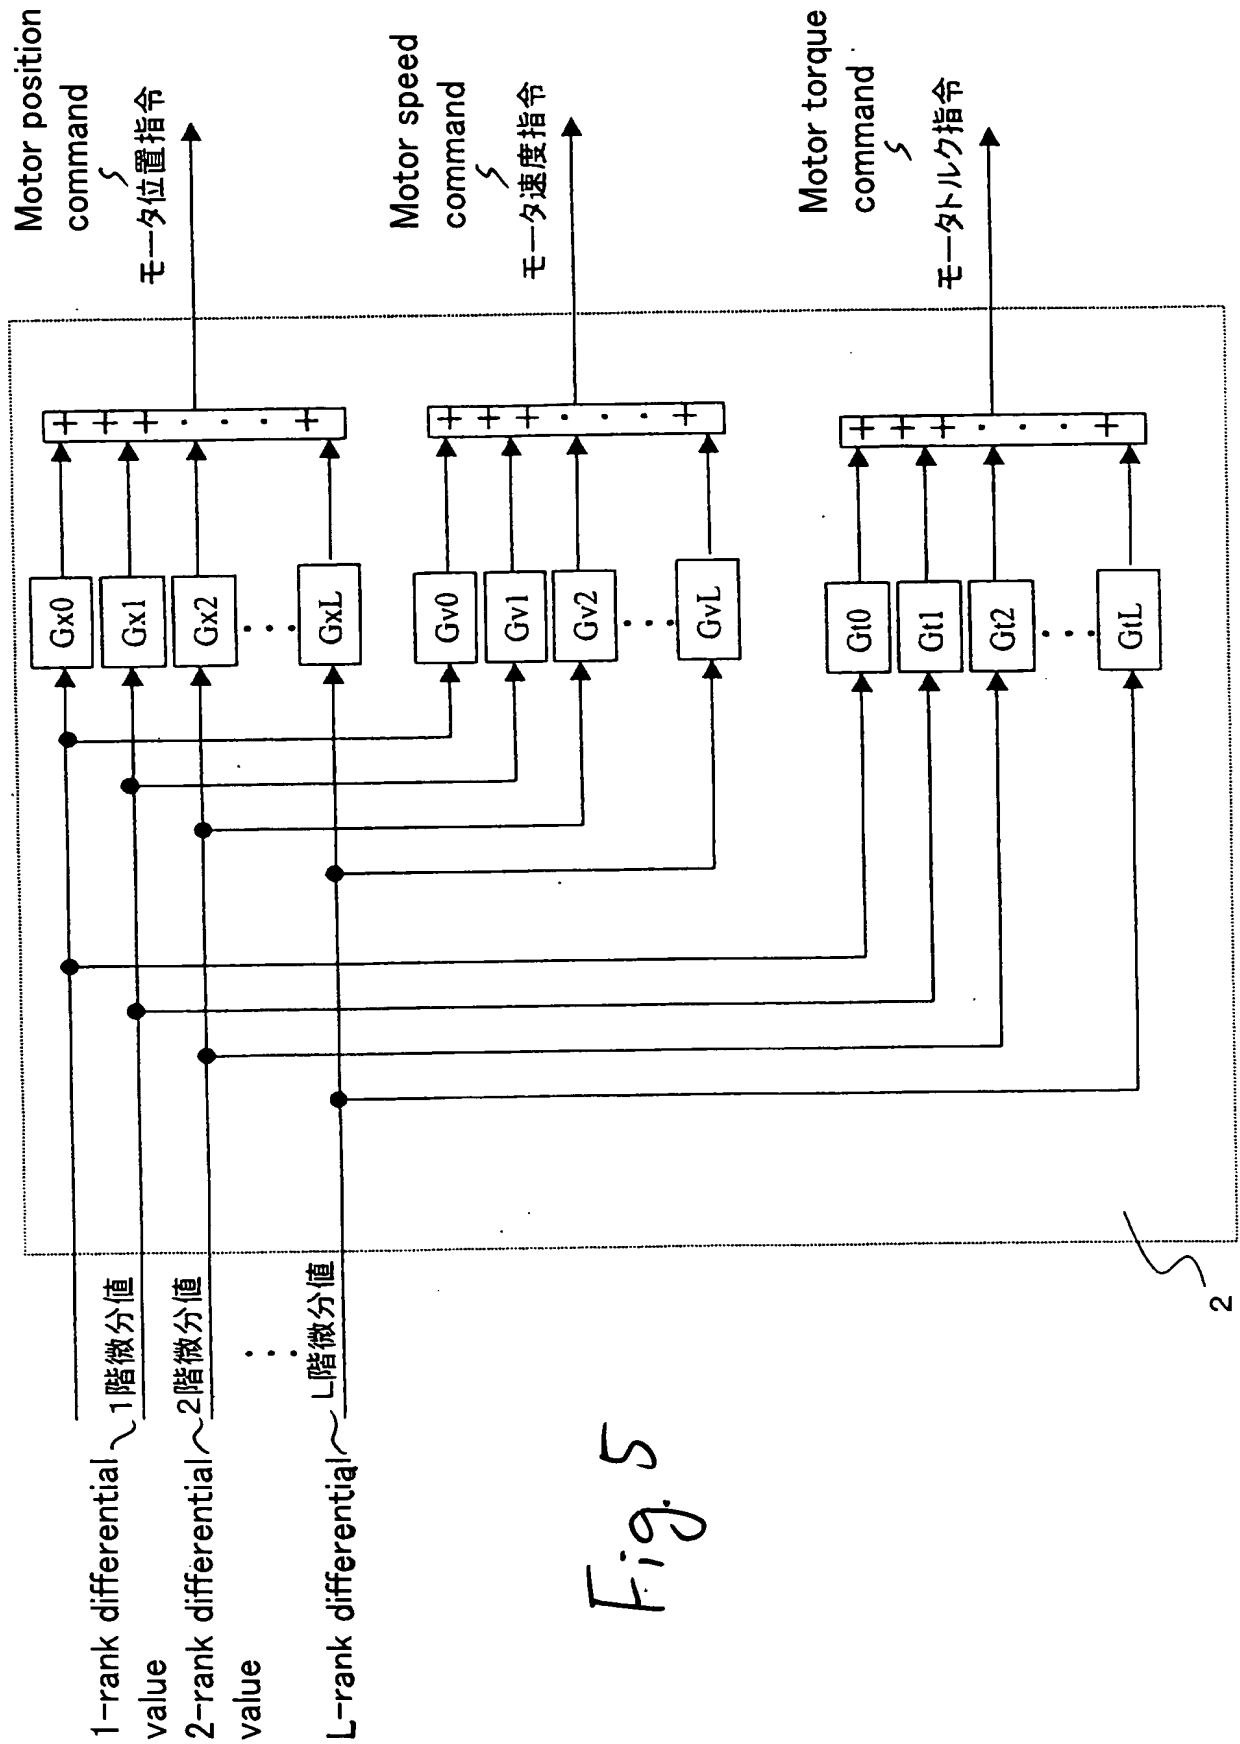 Motor position
command
モータ位置指令
Motor speed
command
モータ速度指令
Motor torque
command
モータトルク指令
Gx0
Gx1
Gx2
・・・
GxL
+
+
+
・
・
・
+
Gv0
Gv1
Gv2
・・・
GvL
+
+
+
・
・
・
+
Gt0
Gt1
Gt2
・・・
GtL
+
+
+
・
・
・
+
1-rank differential
value
1階微分値
2-rank differential
value
2階微分値
・・・
L-rank differential
L階微分値
2
Fig. 5